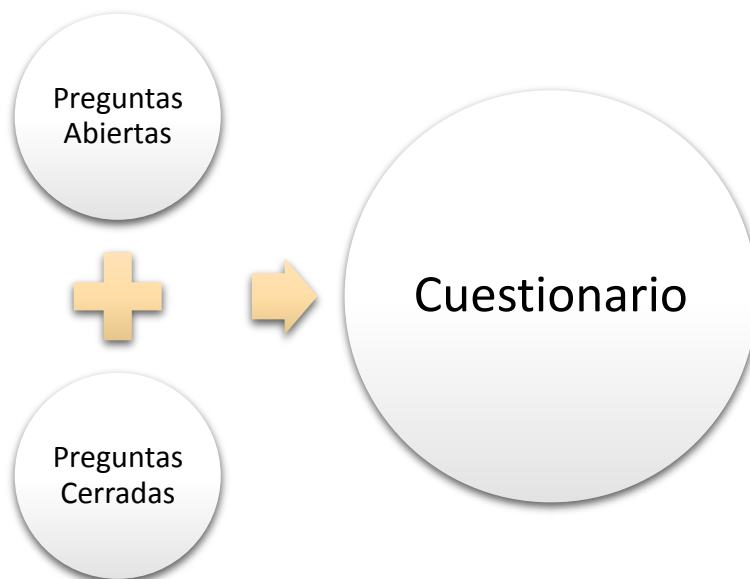 Preguntas
Abiertas
Cuestionario
Preguntas
Cerradas